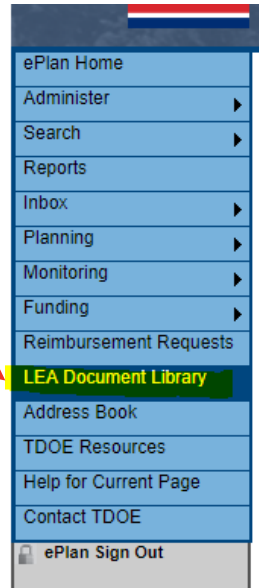 ePlan Home
Administer
Search
Reports
Inbox
Planning
Monitoring
Funding
Reimbursement Requests
LEA Document Library
Address Book
TDOE Resources
Help for Current Page
Contact TDOE
ePlan Sign Out